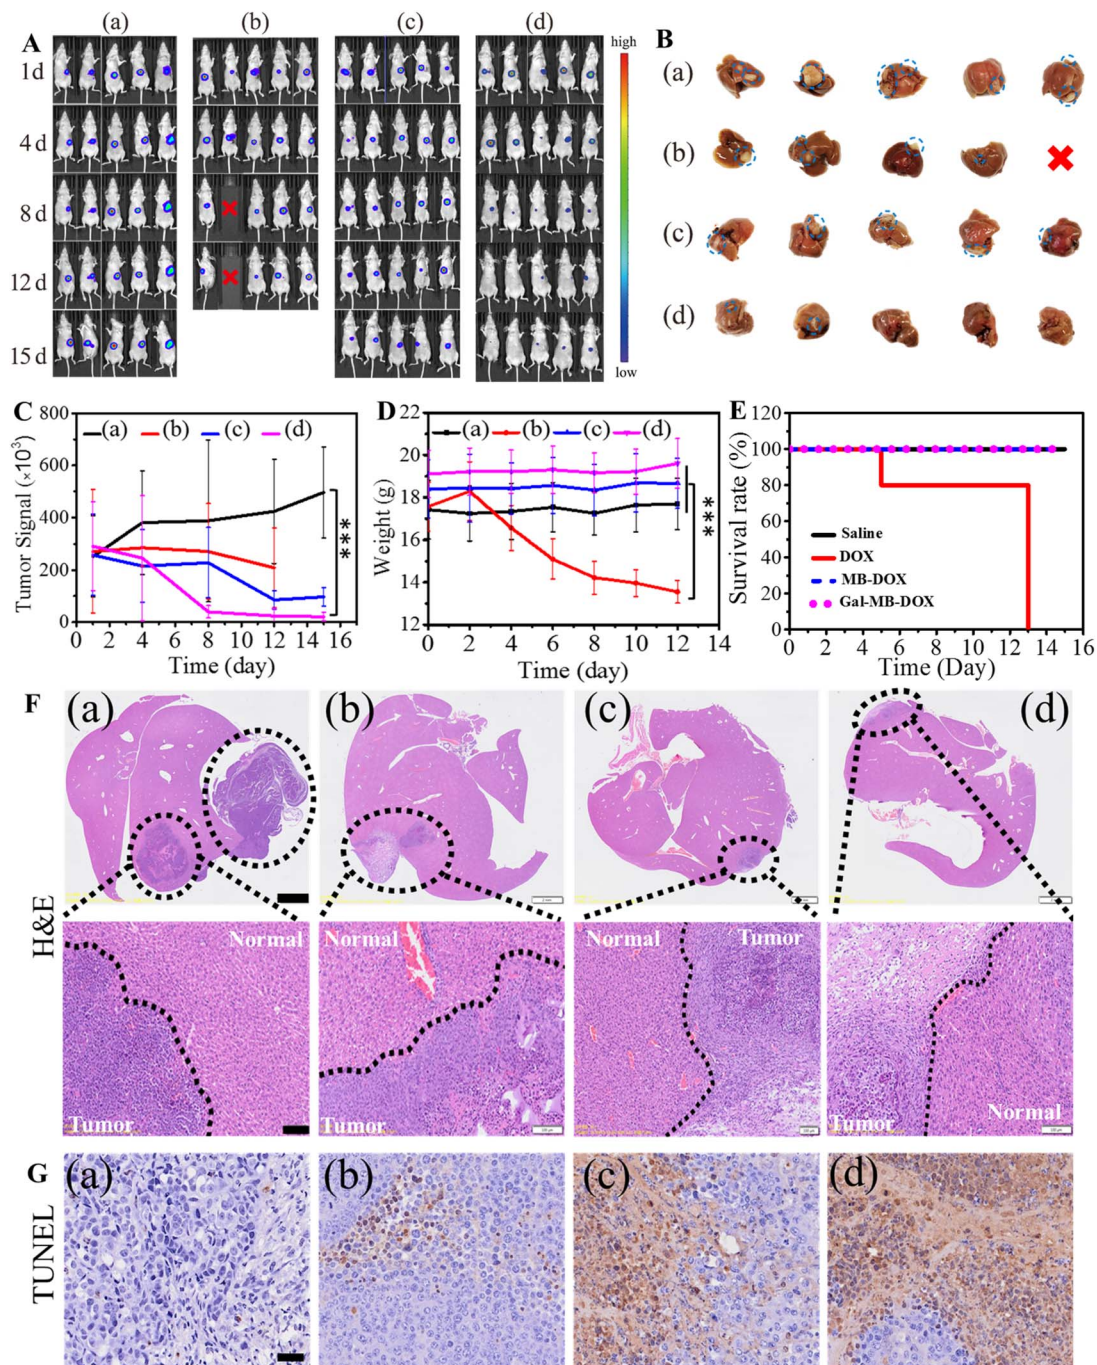 (a) (b) (c) (d)
A
high
low
1d
4d
8 d
12 d
15 d
B
(a)
(b)
(c)
(d)
C
800
600
400
200
0
Tumor Signal (×10³)
(a) (b) (c) (d)
***
0 2 4 6 8 10 12 14 16
Time (day)
D
22
20
18
16
14
12
Weight (g)
(a) (b) (c) (d)
***
0 2 4 6 8 10 12 14
Time (day)
E
120
100
80
60
40
20
0
Survival rate (%)
Saline
DOX
MB-DOX
Gal-MB-DOX
0 2 4 6 8 10 12 14 16
Time (Day)
F
H&E
(a) (b) (c) (d)
Normal
Tumor
Normal
Tumor
Normal
Tumor
Tumor
Normal
G
TUNEL
(a) (b) (c) (d)